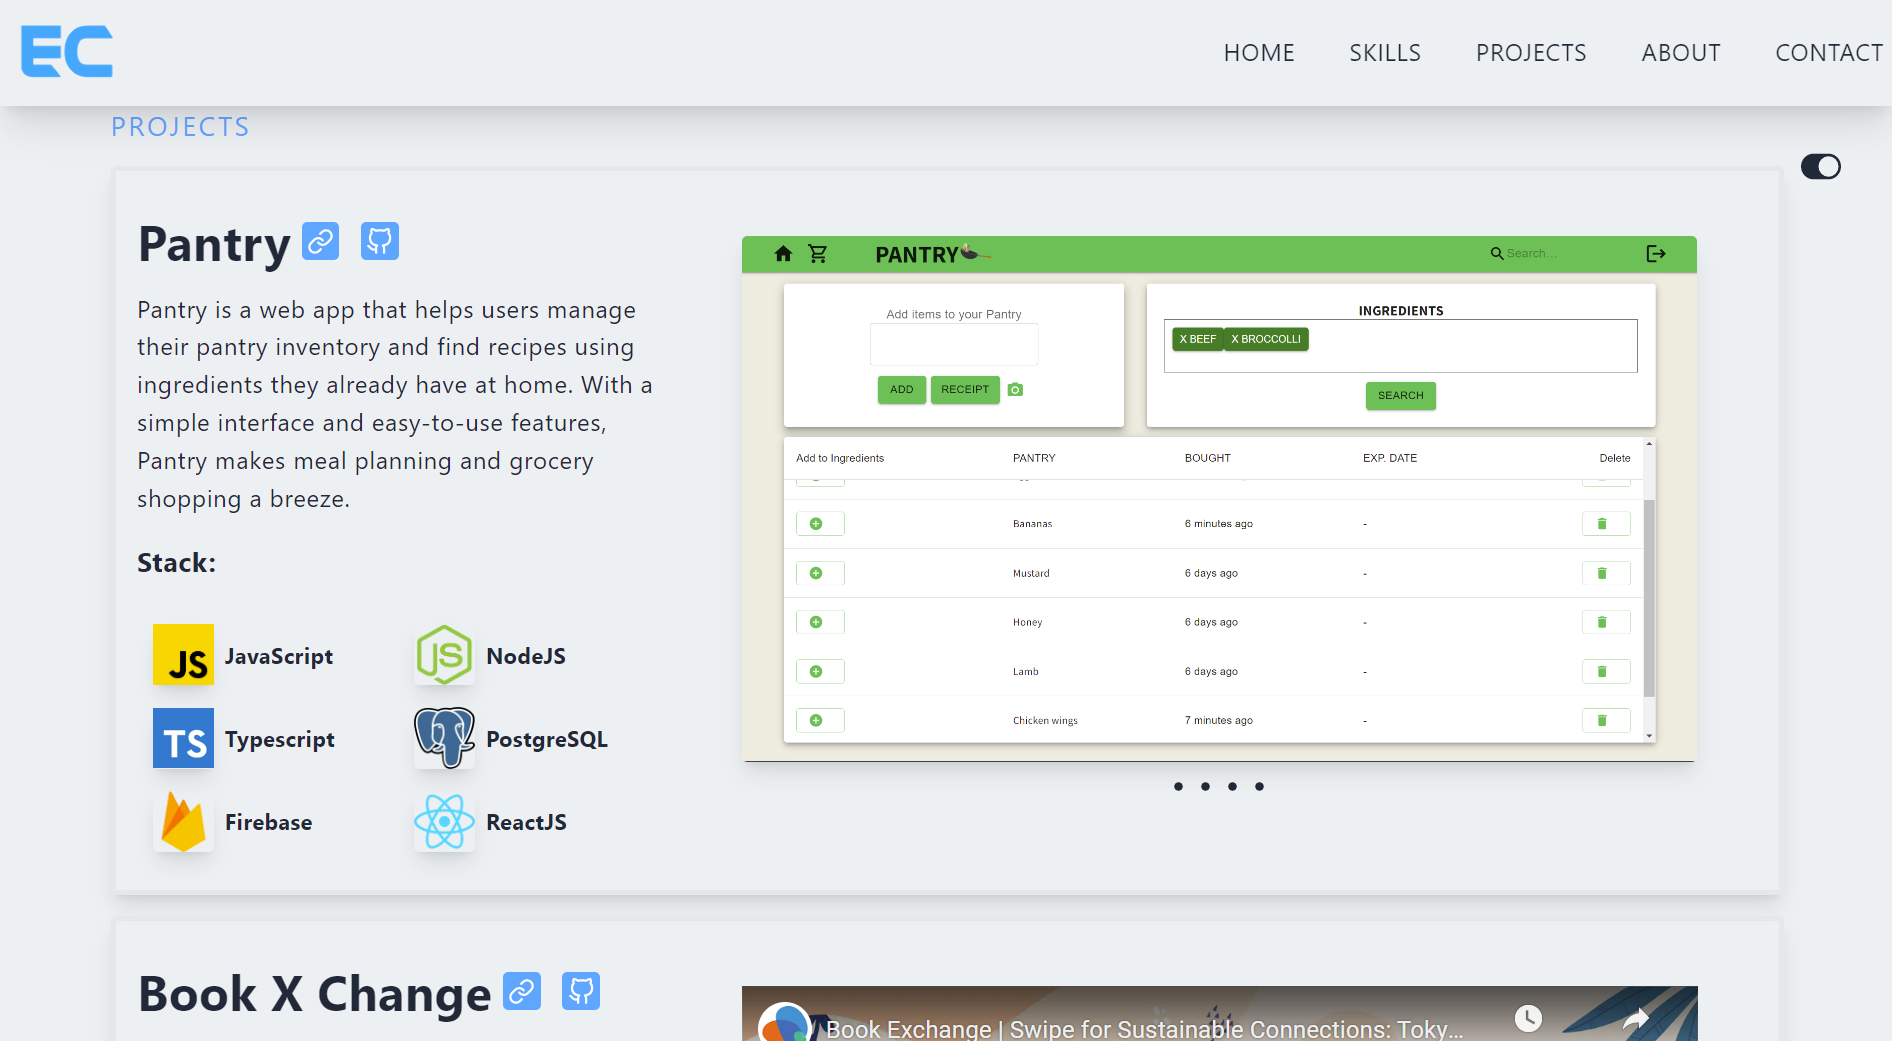 EC
HOME SKILLS PROJECTS ABOUT CONTACT
PROJECTS
Pantry
Pantry is a web app that helps users manage
their pantry inventory and find recipes using
ingredients they already have at home. With a
simple interface and easy-to-use features,
Pantry makes meal planning and grocery
shopping a breeze.
Stack:
JS JavaScript
JS NodeJS
TS Typescript
PostgreSQL
Firebase
ReactJS
PANTRY
Search...
Add items to your Pantry
ADD RECEIPT
INGREDIENTS
X BEEF X BROCCOLLI
SEARCH
Add to Ingredients PANTRY BOUGHT EXP. DATE Delete
Bananas 6 minutes ago -
Mustard 6 days ago -
Honey 6 days ago -
Lamb 6 days ago -
Chicken wings 7 minutes ago -
Book X Change
Book Exchange | Swipe for Sustainable Connections: Toky...